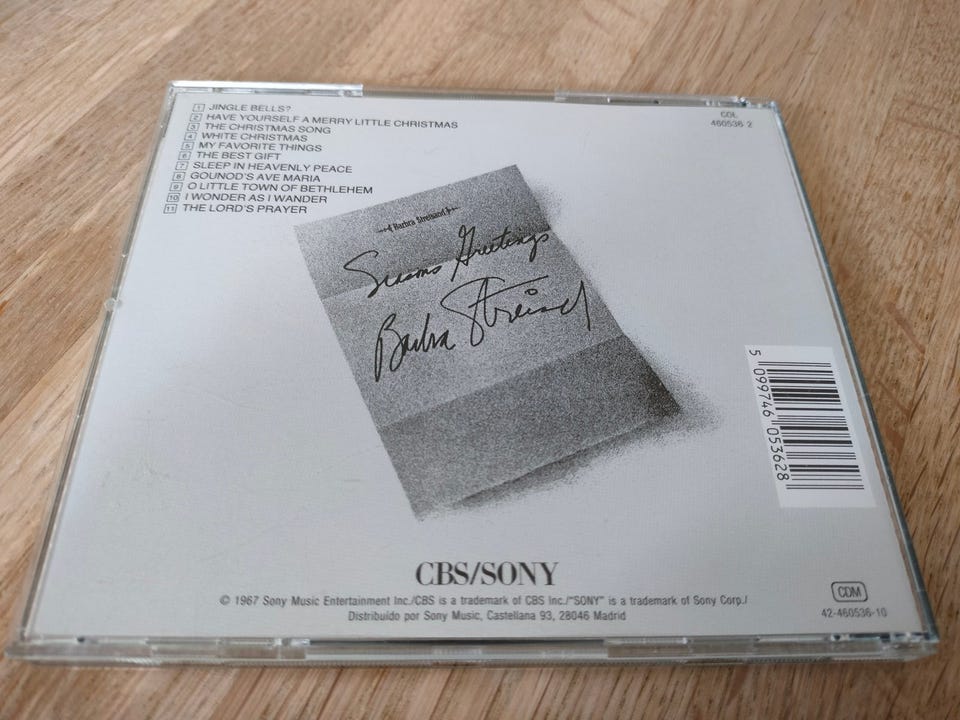 1 JINGLE BELLS?
2 HAVE YOURSELF A MERRY LITTLE CHRISTMAS
3 THE CHRISTMAS SONG
4 WHITE CHRISTMAS
5 MY FAVORITE THINGS
6 THE BEST GIFT
7 SLEEP IN HEAVENLY PEACE
8 GOUNOD'S AVE MARIA
9 O LITTLE TOWN OF BETHLEHEM
10 I WONDER AS I WANDER
11 THE LORD'S PRAYER
COL
460536 2
Barbra Streisand
Seasons Greetings
Barbra Streisand
5 099746 053628
CBS/SONY
© 1967 Sony Music Entertainment Inc./CBS is a trademark of CBS Inc./"SONY" is a trademark of Sony Corp./
Distribuído por Sony Music, Castellana 93, 28046 Madrid
CDM
42-460536-10